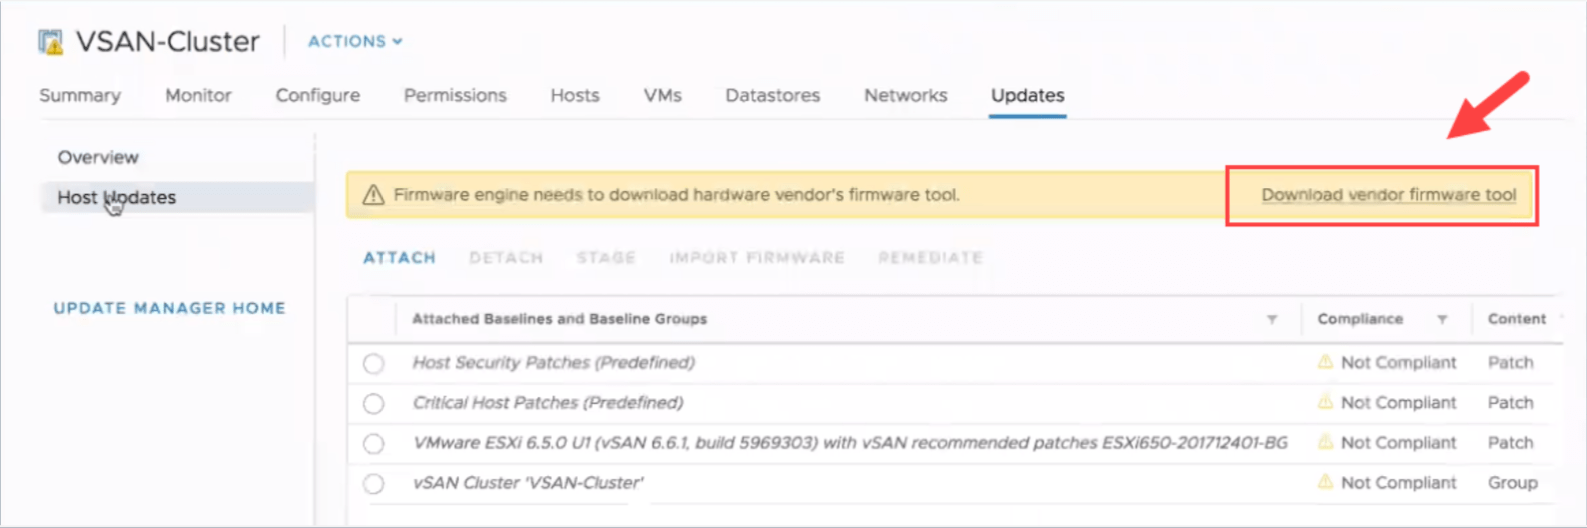 VSAN-Cluster ACTIONS
Summary Monitor Configure Permissions Hosts VMs Datastores Networks Updates
Overview
Host Updates
UPDATE MANAGER HOME
Firmware engine needs to download hardware vendor's firmware tool. Download vendor firmware tool
ATTACH DETACH STAGE IMPORT FIRMWARE REMEDIATE
Attached Baselines and Baseline Groups Compliance Content
Host Security Patches (Predefined) Not Compliant Patch
Critical Host Patches (Predefined) Not Compliant Patch
VMware ESXi 6.5.0 U1 (vSAN 6.6.1, build 5969303) with vSAN recommended patches ESXi650-201712401-BG Not Compliant Patch
vSAN Cluster 'VSAN-Cluster' Not Compliant Group